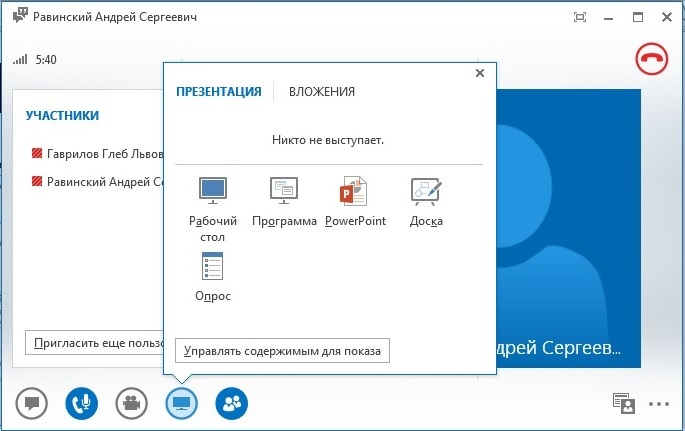 Равинский Андрей Сергеевич
5:40
УЧАСТНИКИ
Гаврилов Глеб Львов
Равинский Андрей Се
Пригласить еще пользо
ПРЕЗЕНТАЦИЯ
ВЛОЖЕНИЯ
Никто не выступает.
Рабочий
стол
Программа
PowerPoint
Доска
Опрос
Управлять содержимым для показа
дрей Сергеев...